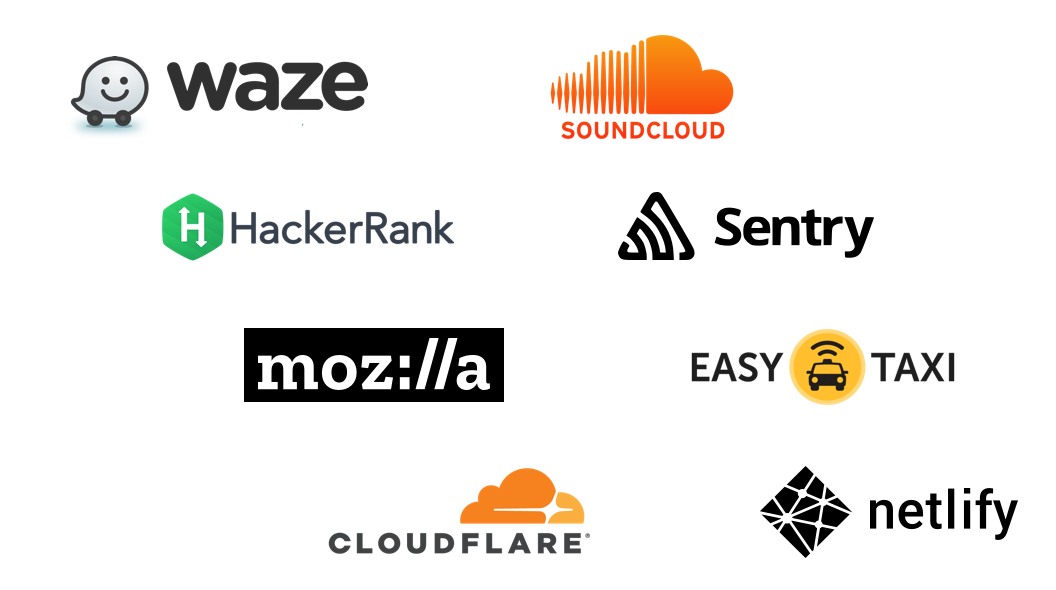 waze
SOUNDCLOUD
H HackerRank
Sentry
moz://a
EASY TAXI
CLOUDFLARE®
netlify